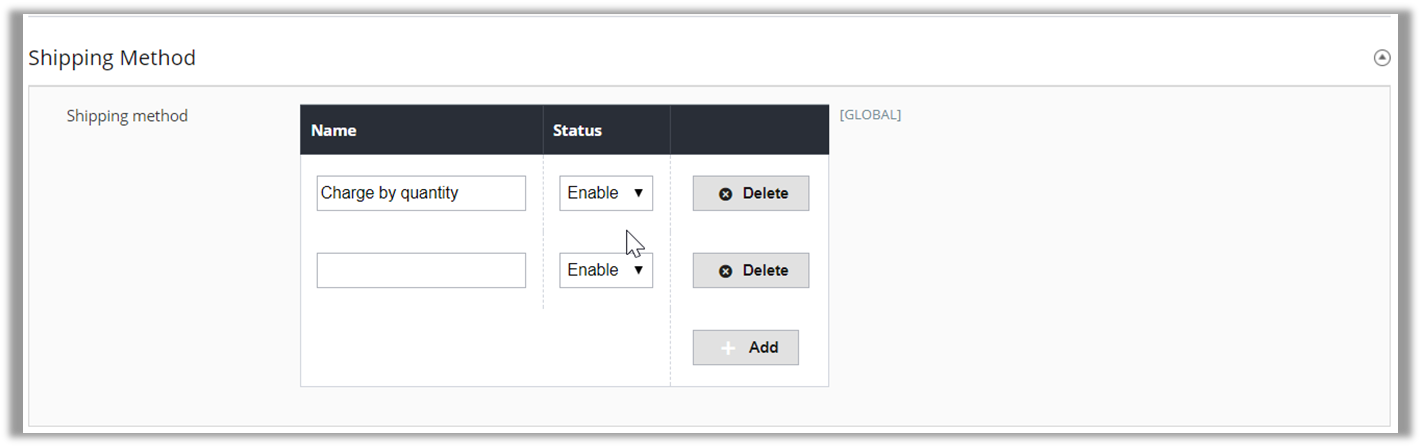 Shipping Method
Shipping method
Name Status
[GLOBAL]
Charge by quantity Enable Delete
Enable Delete
Add